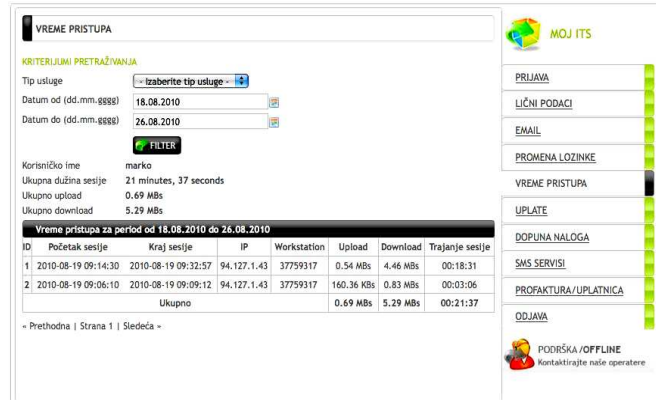 VREME PRISTUPA
KRITERIJUMI PRETRAŽIVANJA
Tip usluge - Izaberite tip usluge -
Datum od (dd.mm.gggg) 18.08.2010
Datum do (dd.mm.gggg) 26.08.2010
FILTER
Korisničko ime marko
Ukupna dužina sesije 21 minutes, 37 seconds
Ukupno upload 0.69 MBs
Ukupno download 5.29 MBs
Vreme pristupa za period od 18.08.2010 do 26.08.2010
ID Početak sesije Kraj sesije IP Workstation Upload Download Trajanje sesije
1 2010-08-19 09:14:30 2010-08-19 09:32:57 94.127.1.43 37759317 0.54 MBs 4.46 MBs 00:18:31
2 2010-08-19 09:06:10 2010-08-19 09:09:12 94.127.1.43 37759317 160.36 KBs 0.83 MBs 00:03:06
Ukupno 0.69 MBs 5.29 MBs 00:21:37
« Prethodna | Strana 1 | Sledeća »
MOJ ITS
PRIJAVA
LIČNI PODACI
EMAIL
PROMENA LOZINKE
VREME PRISTUPA
UPLATE
DOPUNA NALOGA
SMS SERVISI
PROFAKTURA/UPLATNICA
ODJAVA
PODRŠKA /OFFLINE
Kontaktirajte naše operatere